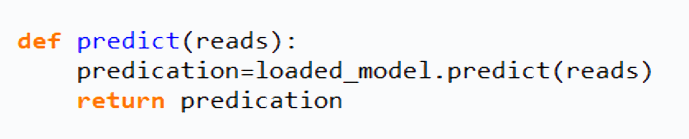 def predict(reads):
    predication=loaded_model.predict(reads)
    return predication